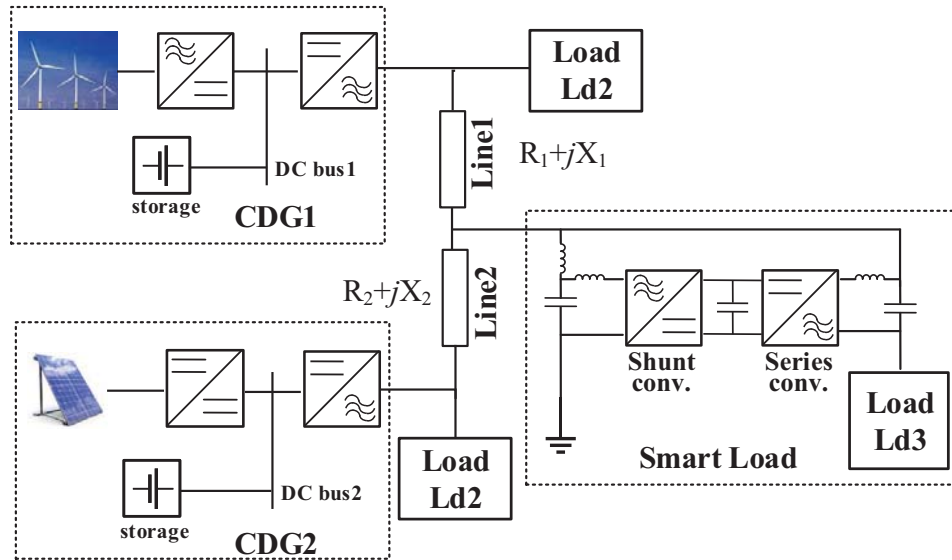 Load
Ld2
Line1
R₁+jX₁
DC bus1
storage
CDG1
Line2
R₂+jX₂
Shunt
conv.
Series
conv.
Load
Ld3
Smart Load
Load
Ld2
DC bus2
storage
CDG2